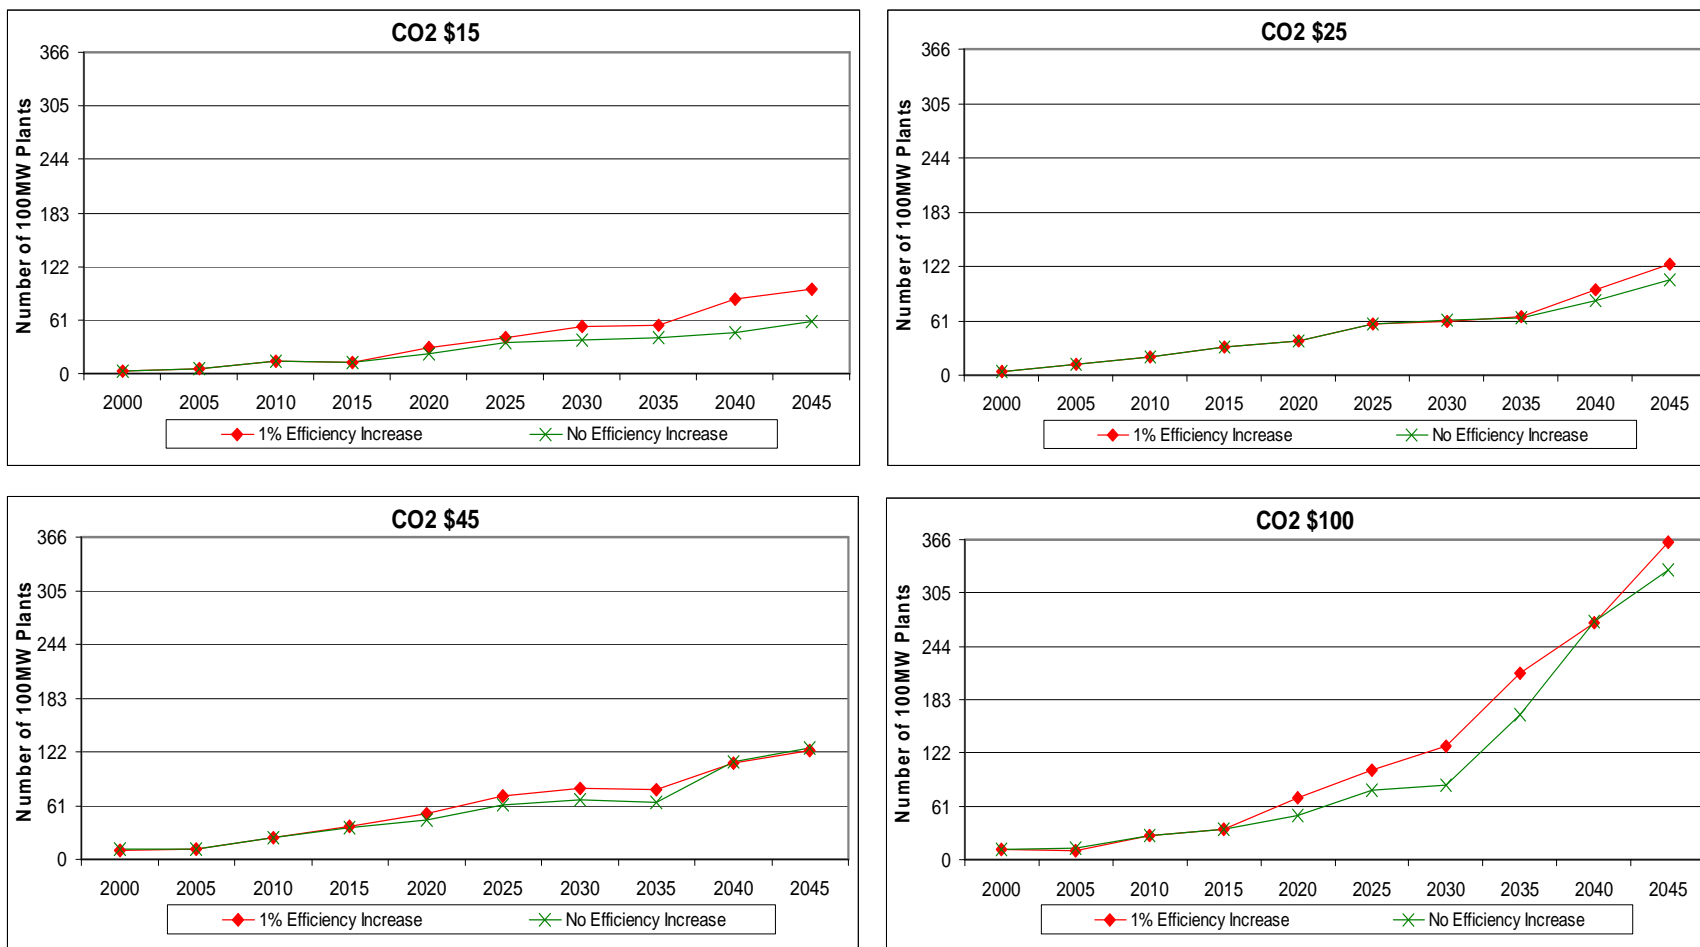 CO2 $15
Number of 100MW Plants
366
305
244
183
122
61
0
2000 2005 2010 2015 2020 2025 2030 2035 2040 2045
1% Efficiency Increase No Efficiency Increase
CO2 $25
Number of 100MW Plants
366
305
244
183
122
61
0
2000 2005 2010 2015 2020 2025 2030 2035 2040 2045
1% Efficiency Increase No Efficiency Increase
CO2 $45
Number of 100MW Plants
366
305
244
183
122
61
0
2000 2005 2010 2015 2020 2025 2030 2035 2040 2045
1% Efficiency Increase No Efficiency Increase
CO2 $100
Number of 100MW Plants
366
305
244
183
122
61
0
2000 2005 2010 2015 2020 2025 2030 2035 2040 2045
1% Efficiency Increase No Efficiency Increase